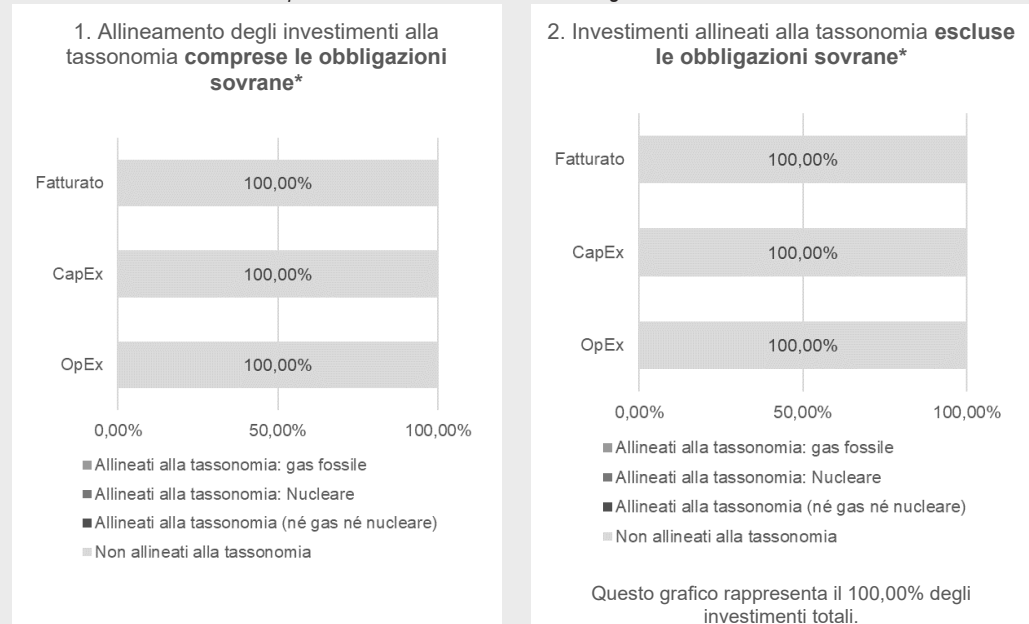 1. Allineamento degli investimenti alla
tassonomia comprese le obbligazioni
sovrane*
Fatturato
100,00%
CapEx
100,00%
OpEx
100,00%
0,00%
50,00%
100,00%
Allineati alla tassonomia: gas fossile
Allineati alla tassonomia: Nucleare
Allineati alla tassonomia (né gas né nucleare)
Non allineati alla tassonomia
2. Investimenti allineati alla tassonomia escluse
le obbligazioni sovrane*
Fatturato
100,00%
CapEx
100,00%
OpEx
100,00%
0,00%
50,00%
100,00%
Allineati alla tassonomia: gas fossile
Allineati alla tassonomia: Nucleare
Allineati alla tassonomia (né gas né nucleare)
Non allineati alla tassonomia
Questo grafico rappresenta il 100,00% degli
investimenti totali.